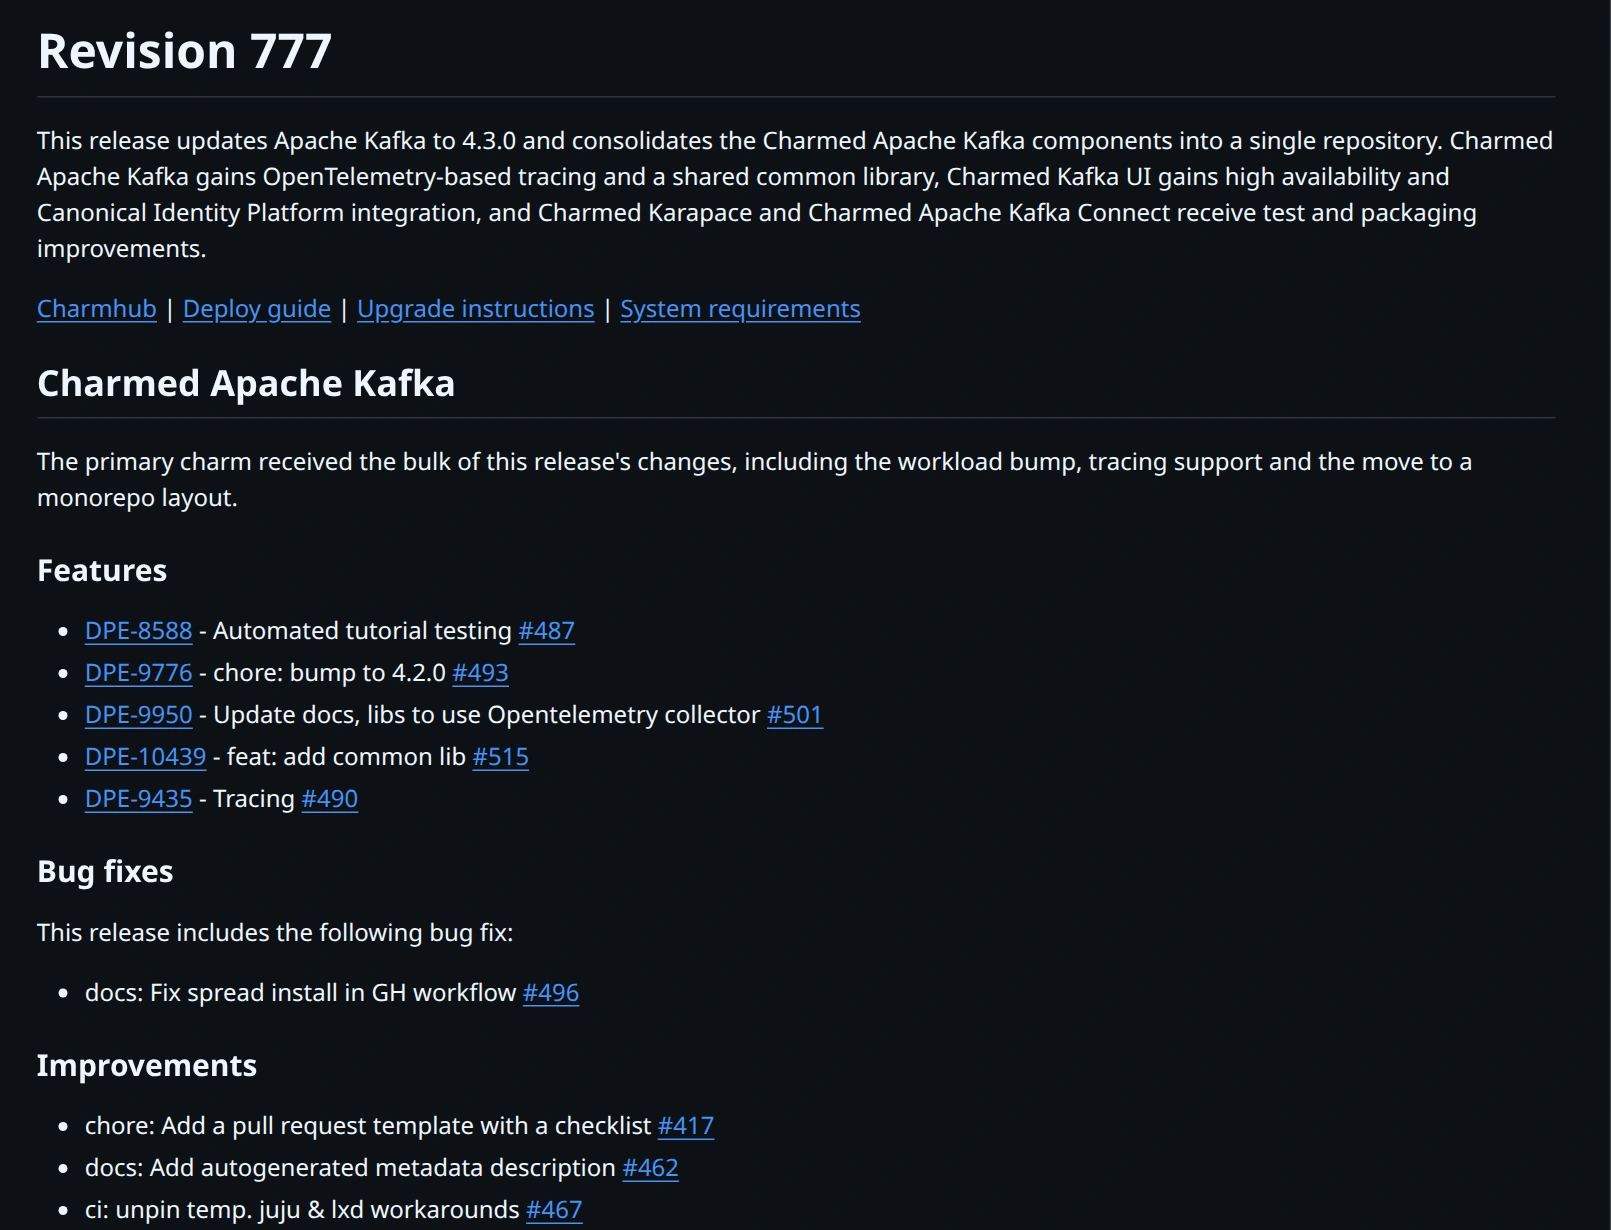 Revision 777
This release updates Apache Kafka to 4.3.0 and consolidates the Charmed Apache Kafka components into a single repository. Charmed
Apache Kafka gains OpenTelemetry-based tracing and a shared common library, Charmed Kafka UI gains high availability and
Canonical Identity Platform integration, and Charmed Karapace and Charmed Apache Kafka Connect receive test and packaging
improvements.
Charmhub | Deploy guide | Upgrade instructions | System requirements
Charmed Apache Kafka
The primary charm received the bulk of this release's changes, including the workload bump, tracing support and the move to a
monorepo layout.
Features
• DPE-8588 - Automated tutorial testing #487
• DPE-9776 - chore: bump to 4.2.0 #493
• DPE-9950 - Update docs, libs to use Opentelemetry collector #501
• DPE-10439 - feat: add common lib #515
• DPE-9435 - Tracing #490
Bug fixes
This release includes the following bug fix:
• docs: Fix spread install in GH workflow #496
Improvements
• chore: Add a pull request template with a checklist #417
• docs: Add autogenerated metadata description #462
• ci: unpin temp. juju & lxd workarounds #467